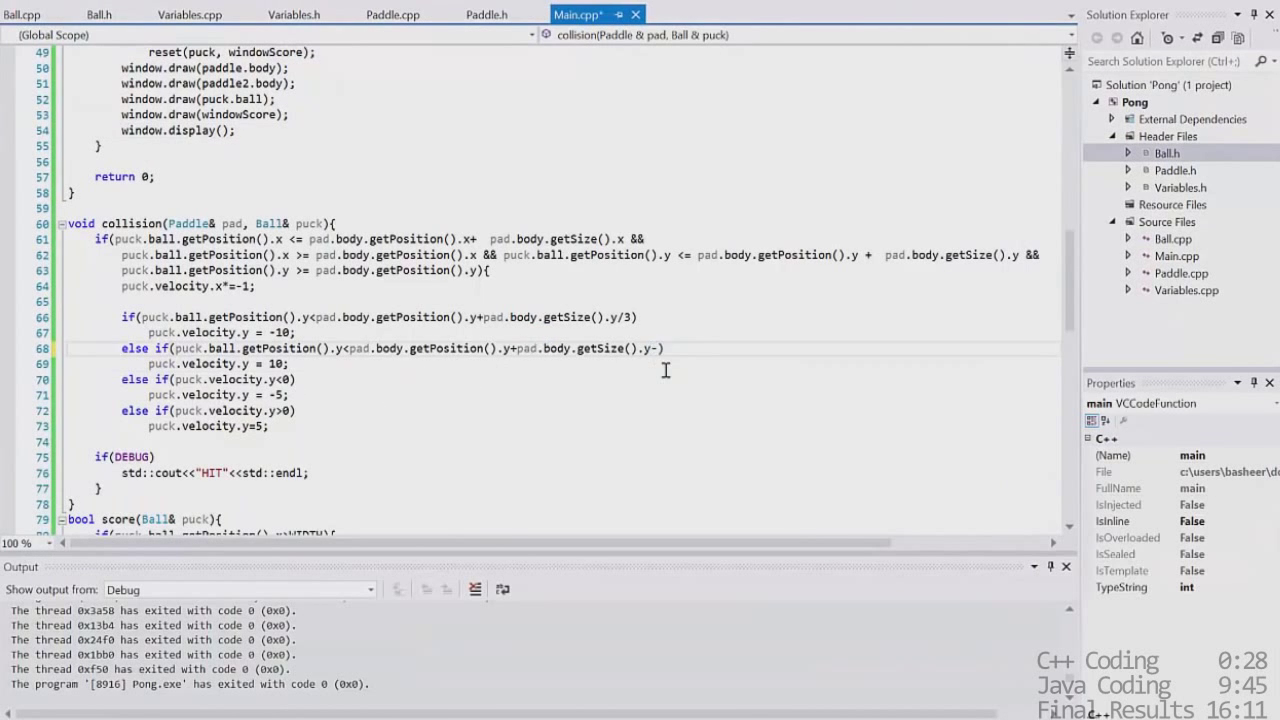 Ball.cpp Ball.h Variables.cpp Variables.h Paddle.cpp Paddle.h Main.cpp*
Solution Explorer
(Global Scope)
collision(Paddle & pad, Ball & puck)
49 reset(puck, windowScore);
50 window.draw(paddle.body);
51 window.draw(paddle2.body);
52 window.draw(puck.ball);
53 window.draw(windowScore);
54 window.display();
55 }
56
57 return 0;
58 }
59
60 void collision(Paddle& pad, Ball& puck){
61 if(puck.ball.getPosition().x <= pad.body.getPosition().x+ pad.body.getSize().x &&
62 puck.ball.getPosition().x >= pad.body.getPosition().x && puck.ball.getPosition().y <= pad.body.getPosition().y + pad.body.getSize().y &&
63 puck.ball.getPosition().y >= pad.body.getPosition().y){
64 puck.velocity.x*=-1;
65
66 if(puck.ball.getPosition().y<pad.body.getPosition().y+pad.body.getSize().y/3)
67 puck.velocity.y = -10;
68 else if(puck.ball.getPosition().y<pad.body.getPosition().y+pad.body.getSize().y-)
69 puck.velocity.y = 10;
70 else if(puck.velocity.y<0)
71 puck.velocity.y = -5;
72 else if(puck.velocity.y>0)
73 puck.velocity.y=5;
74
75 if(DEBUG)
76 std::cout<<"HIT"<<std::endl;
77 }
78 }
79 bool score(Ball& puck){
if(puck.ball.getPosition().x>WIDTH){
100 %
Search Solution Explorer (Ctrl+;)
Solution 'Pong' (1 project)
Pong
External Dependencies
Header Files
Ball.h
Paddle.h
Variables.h
Resource Files
Source Files
Ball.cpp
Main.cpp
Paddle.cpp
Variables.cpp
Properties
main VCCodeFunction
C++
(Name) main
File c:\users\basheer\do
FullName main
IsInjected False
IsInline False
IsOverloaded False
IsSealed False
IsTemplate False
TypeString int
C++
Output
Show output from: Debug
The thread 0x3a58 has exited with code 0 (0x0).
The thread 0x13b4 has exited with code 0 (0x0).
The thread 0x24f0 has exited with code 0 (0x0).
The thread 0x1bb0 has exited with code 0 (0x0).
The thread 0xf50 has exited with code 0 (0x0).
The program '[8916] Pong.exe' has exited with code 0 (0x0).
C++ Coding 0:28
Java Coding 9:45
Final Results 16:11